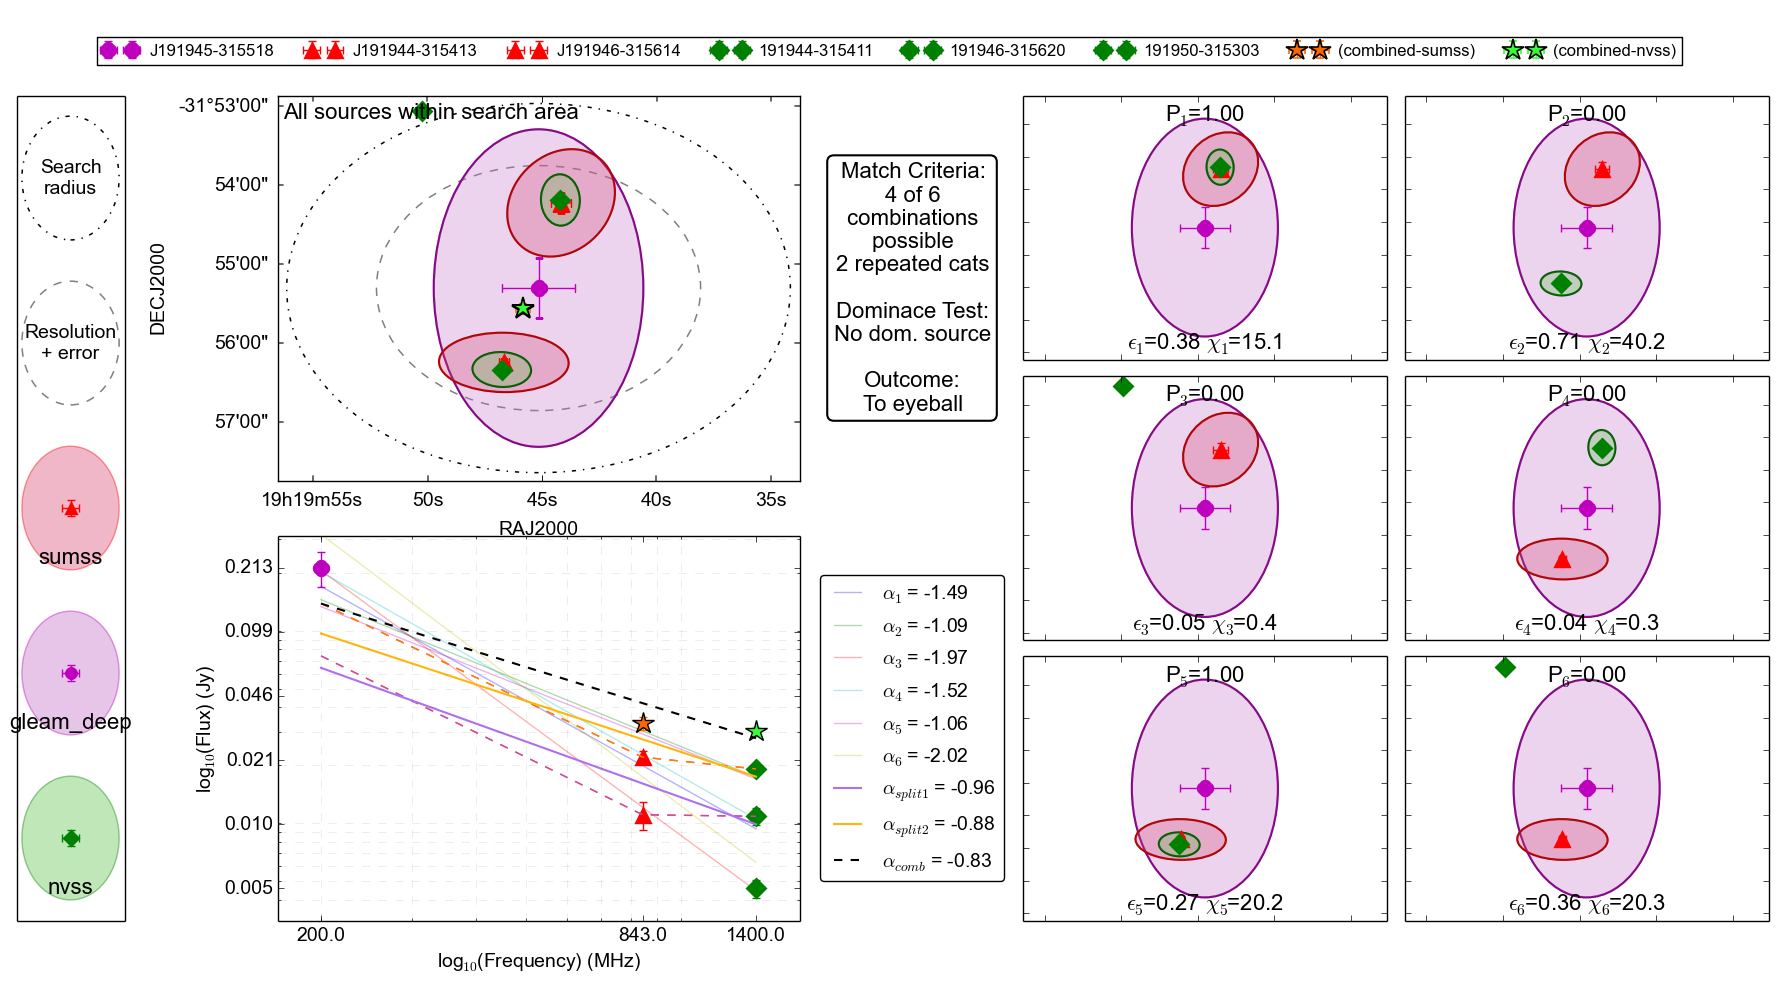 J191945-315518
J191944-315413
J191946-315614
191944-315411
191946-315620
191950-315303
(combined-sumss)
(combined-nvss)
Search
radius
Resolution
+ error
sumss
gleam_deep
nvss
All sources within search area
-31°53'00"
54'00"
55'00"
56'00"
57'00"
DECJ2000
19h19m55s
50s
45s
40s
35s
RAJ2000
Match Criteria:
4 of 6
combinations
possible
2 repeated cats
Dominace Test:
No dom. source
Outcome:
To eyeball
0.213
0.099
0.046
0.021
0.010
0.005
log10(Flux) (Jy)
200.0
843.0
1400.0
log10(Frequency) (MHz)
α1 = -1.49
α2 = -1.09
α3 = -1.97
α4 = -1.52
α5 = -1.06
α6 = -2.02
αsplit1 = -0.96
αsplit2 = -0.88
αcomb = -0.83
P1=1.00
ϵ1=0.38 χ1=15.1
P2=0.00
ϵ2=0.71 χ2=40.2
P3=0.00
ϵ3=0.05 χ3=0.4
P4=0.00
ϵ4=0.04 χ4=0.3
P5=1.00
ϵ5=0.27 χ5=20.2
P6=0.00
ϵ6=0.36 χ6=20.3